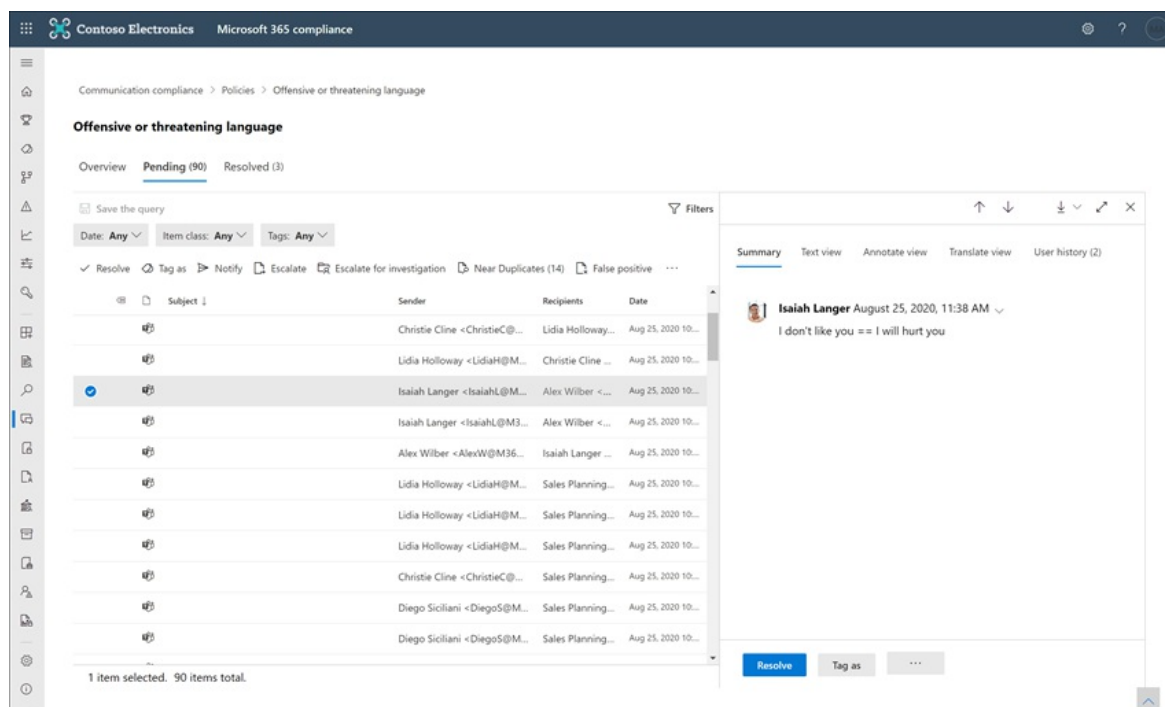 Contoso Electronics Microsoft 365 compliance ?
Communication compliance > Policies > Offensive or threatening language
Offensive or threatening language
Overview Pending (90) Resolved (3)
Save the query Filters
Date: Any Item class: Any Tags: Any
Resolve Tag as Notify Escalate Escalate for investigation Near Duplicates (14) False positive ...
Subject ↓ Sender Recipients Date
Christie Cline <ChristieC@... Lidia Holloway... Aug 25, 2020 10:...
Lidia Holloway <LidiaH@M... Christie Cline ... Aug 25, 2020 10:...
Isaiah Langer <IsaiahL@M... Alex Wilber <... Aug 25, 2020 10:...
Isaiah Langer <IsaiahL@M3... Alex Wilber <... Aug 25, 2020 10:...
Alex Wilber <AlexW@M36... Isaiah Langer ... Aug 25, 2020 10:...
Lidia Holloway <LidiaH@M... Sales Planning... Aug 25, 2020 10:...
Lidia Holloway <LidiaH@M... Sales Planning... Aug 25, 2020 10:...
Lidia Holloway <LidiaH@M... Sales Planning... Aug 25, 2020 10:...
Christie Cline <ChristieC@... Sales Planning... Aug 25, 2020 10:...
Diego Siciliani <DiegoS@M... Sales Planning... Aug 25, 2020 10:...
Diego Siciliani <DiegoS@M... Sales Planning... Aug 25, 2020 10:...
1 item selected. 90 items total.
Summary Text view Annotate view Translate view User history (2)
Isaiah Langer August 25, 2020, 11:38 AM
I don't like you == I will hurt you
Resolve Tag as ...